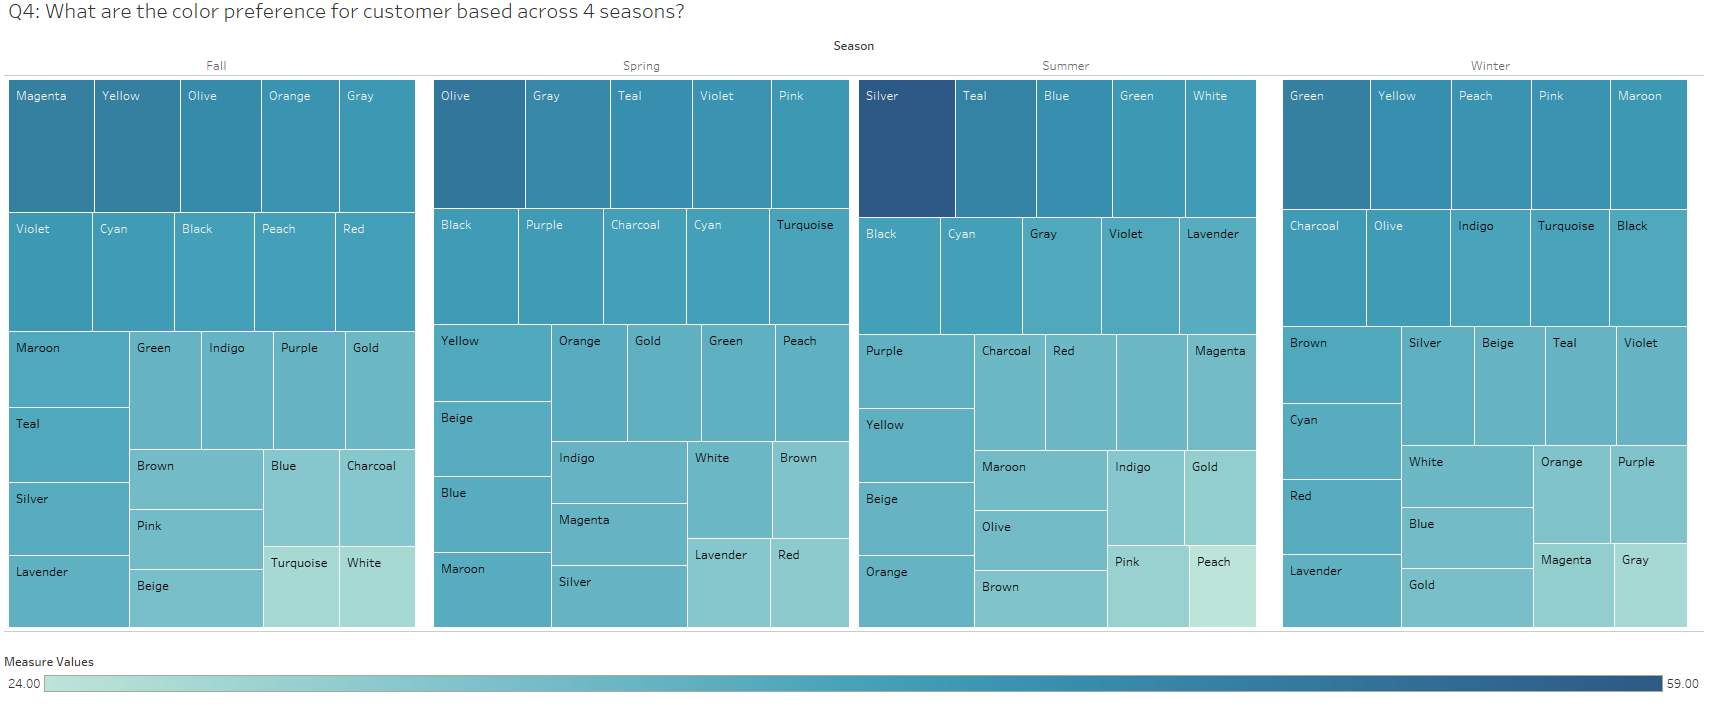 Q4: What are the color preference for customer based across 4 seasons?
Season
Fall
Spring
Summer
Winter
Magenta
Yellow
Olive
Orange
Gray
Violet
Cyan
Black
Peach
Red
Maroon
Green
Indigo
Purple
Gold
Teal
Brown
Blue
Charcoal
Silver
Pink
Turquoise
White
Lavender
Beige
Olive
Gray
Teal
Violet
Pink
Black
Purple
Charcoal
Cyan
Turquoise
Yellow
Orange
Gold
Green
Peach
Beige
Indigo
White
Brown
Blue
Magenta
Lavender
Red
Maroon
Silver
Silver
Teal
Blue
Green
White
Black
Cyan
Gray
Violet
Lavender
Purple
Charcoal
Red
Magenta
Yellow
Maroon
Indigo
Gold
Beige
Olive
Pink
Peach
Orange
Brown
Green
Yellow
Peach
Pink
Maroon
Charcoal
Olive
Indigo
Turquoise
Black
Brown
Silver
Beige
Teal
Violet
Cyan
White
Orange
Purple
Red
Blue
Magenta
Gray
Lavender
Gold
Measure Values
24.00
59.00